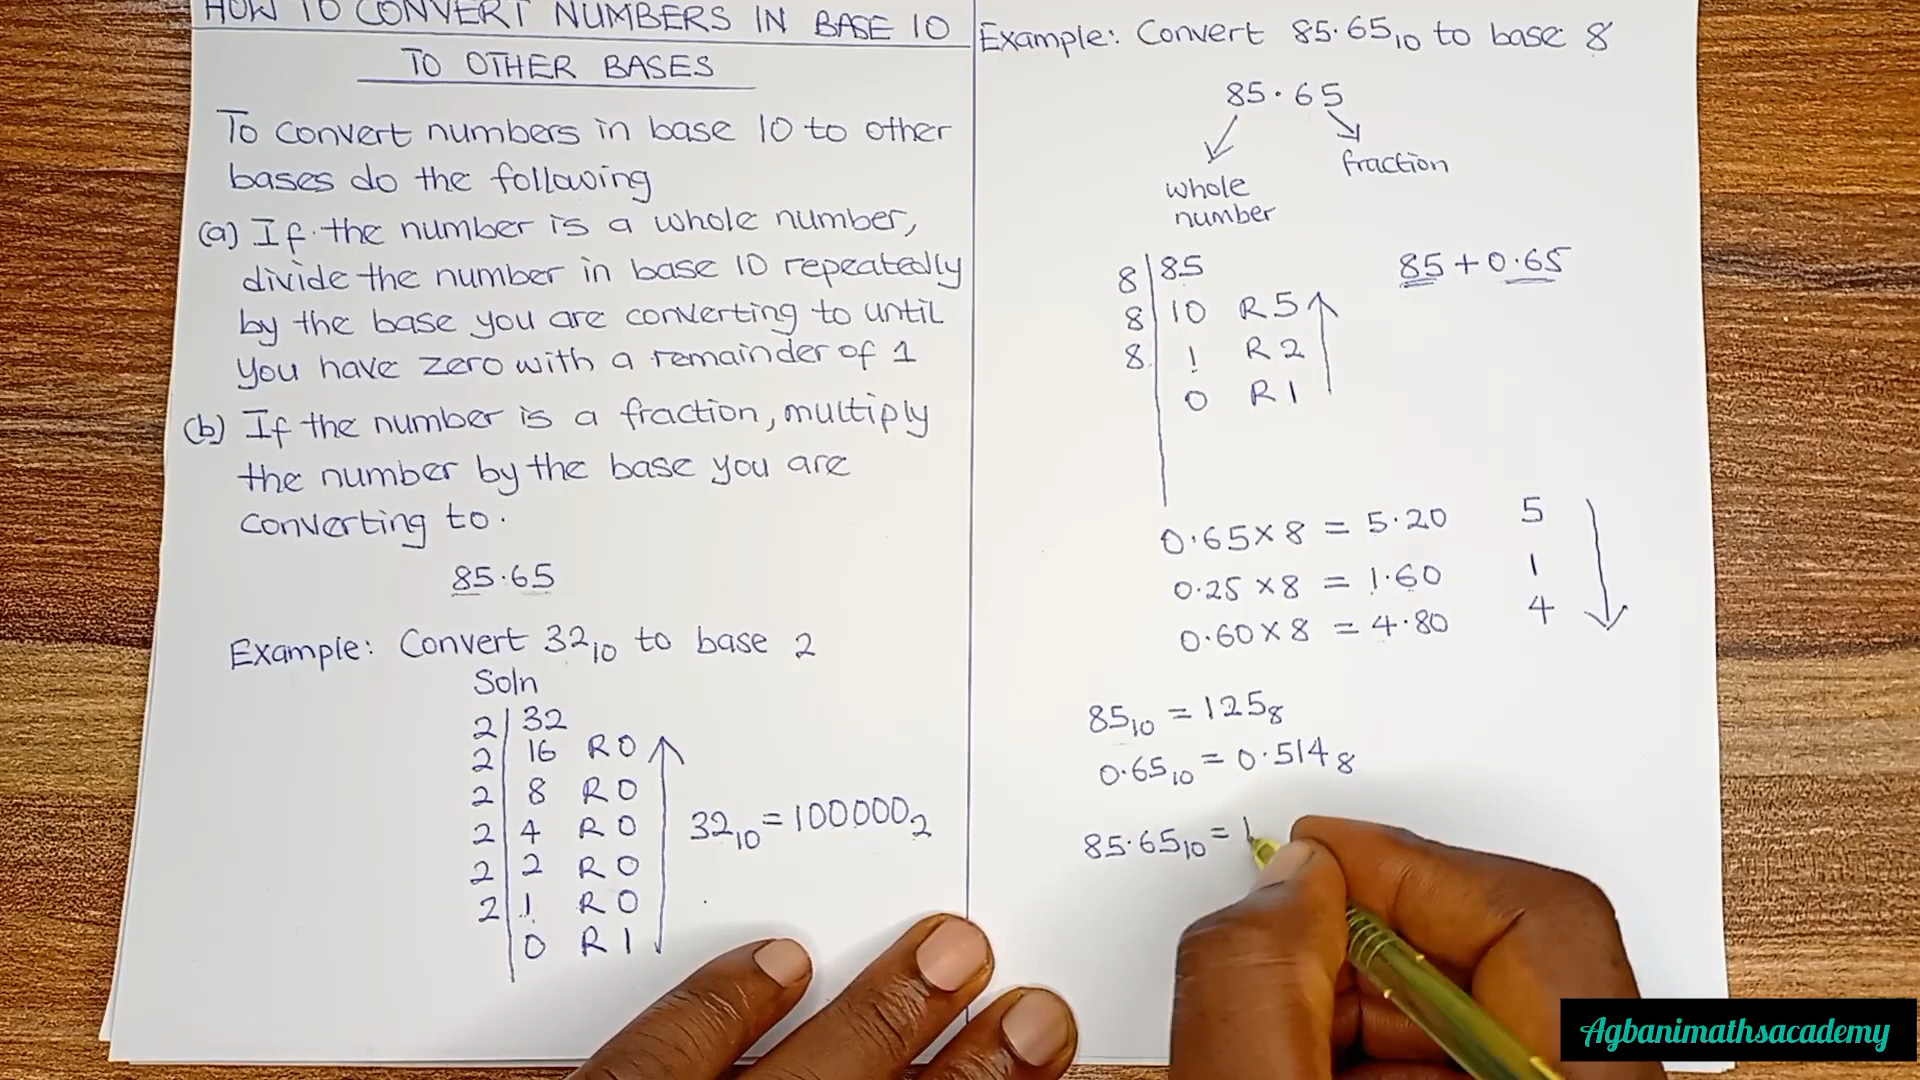 HOW TO CONVERT NUMBERS IN BASE 10
TO OTHER BASES
To convert numbers in base 10 to other
bases do the following
(a) If the number is a whole number,
divide the number in base 10 repeatedly
by the base you are converting to until
you have zero with a remainder of 1
(b) If the number is a fraction, multiply
the number by the base you are
converting to.
85.65
Example: Convert 32₁₀ to base 2
Soln
2 | 32
2 | 16 R 0
2 | 8 R 0
2 | 4 R 0
2 | 2 R 0
2 | 1 R 0
0 R 1
32₁₀ = 100000₂
Example: Convert 85.65₁₀ to base 8
85.65
whole
number
fraction
8 | 85
8 | 10 R 5
8 | 1 R 2
0 R 1
85 + 0.65
0.65 × 8 = 5.20 5
0.25 × 8 = 1.60 1
0.60 × 8 = 4.80 4
85₁₀ = 125₈
0.65₁₀ = 0.514₈
85.65₁₀ = 1
Agbanimathsacademy